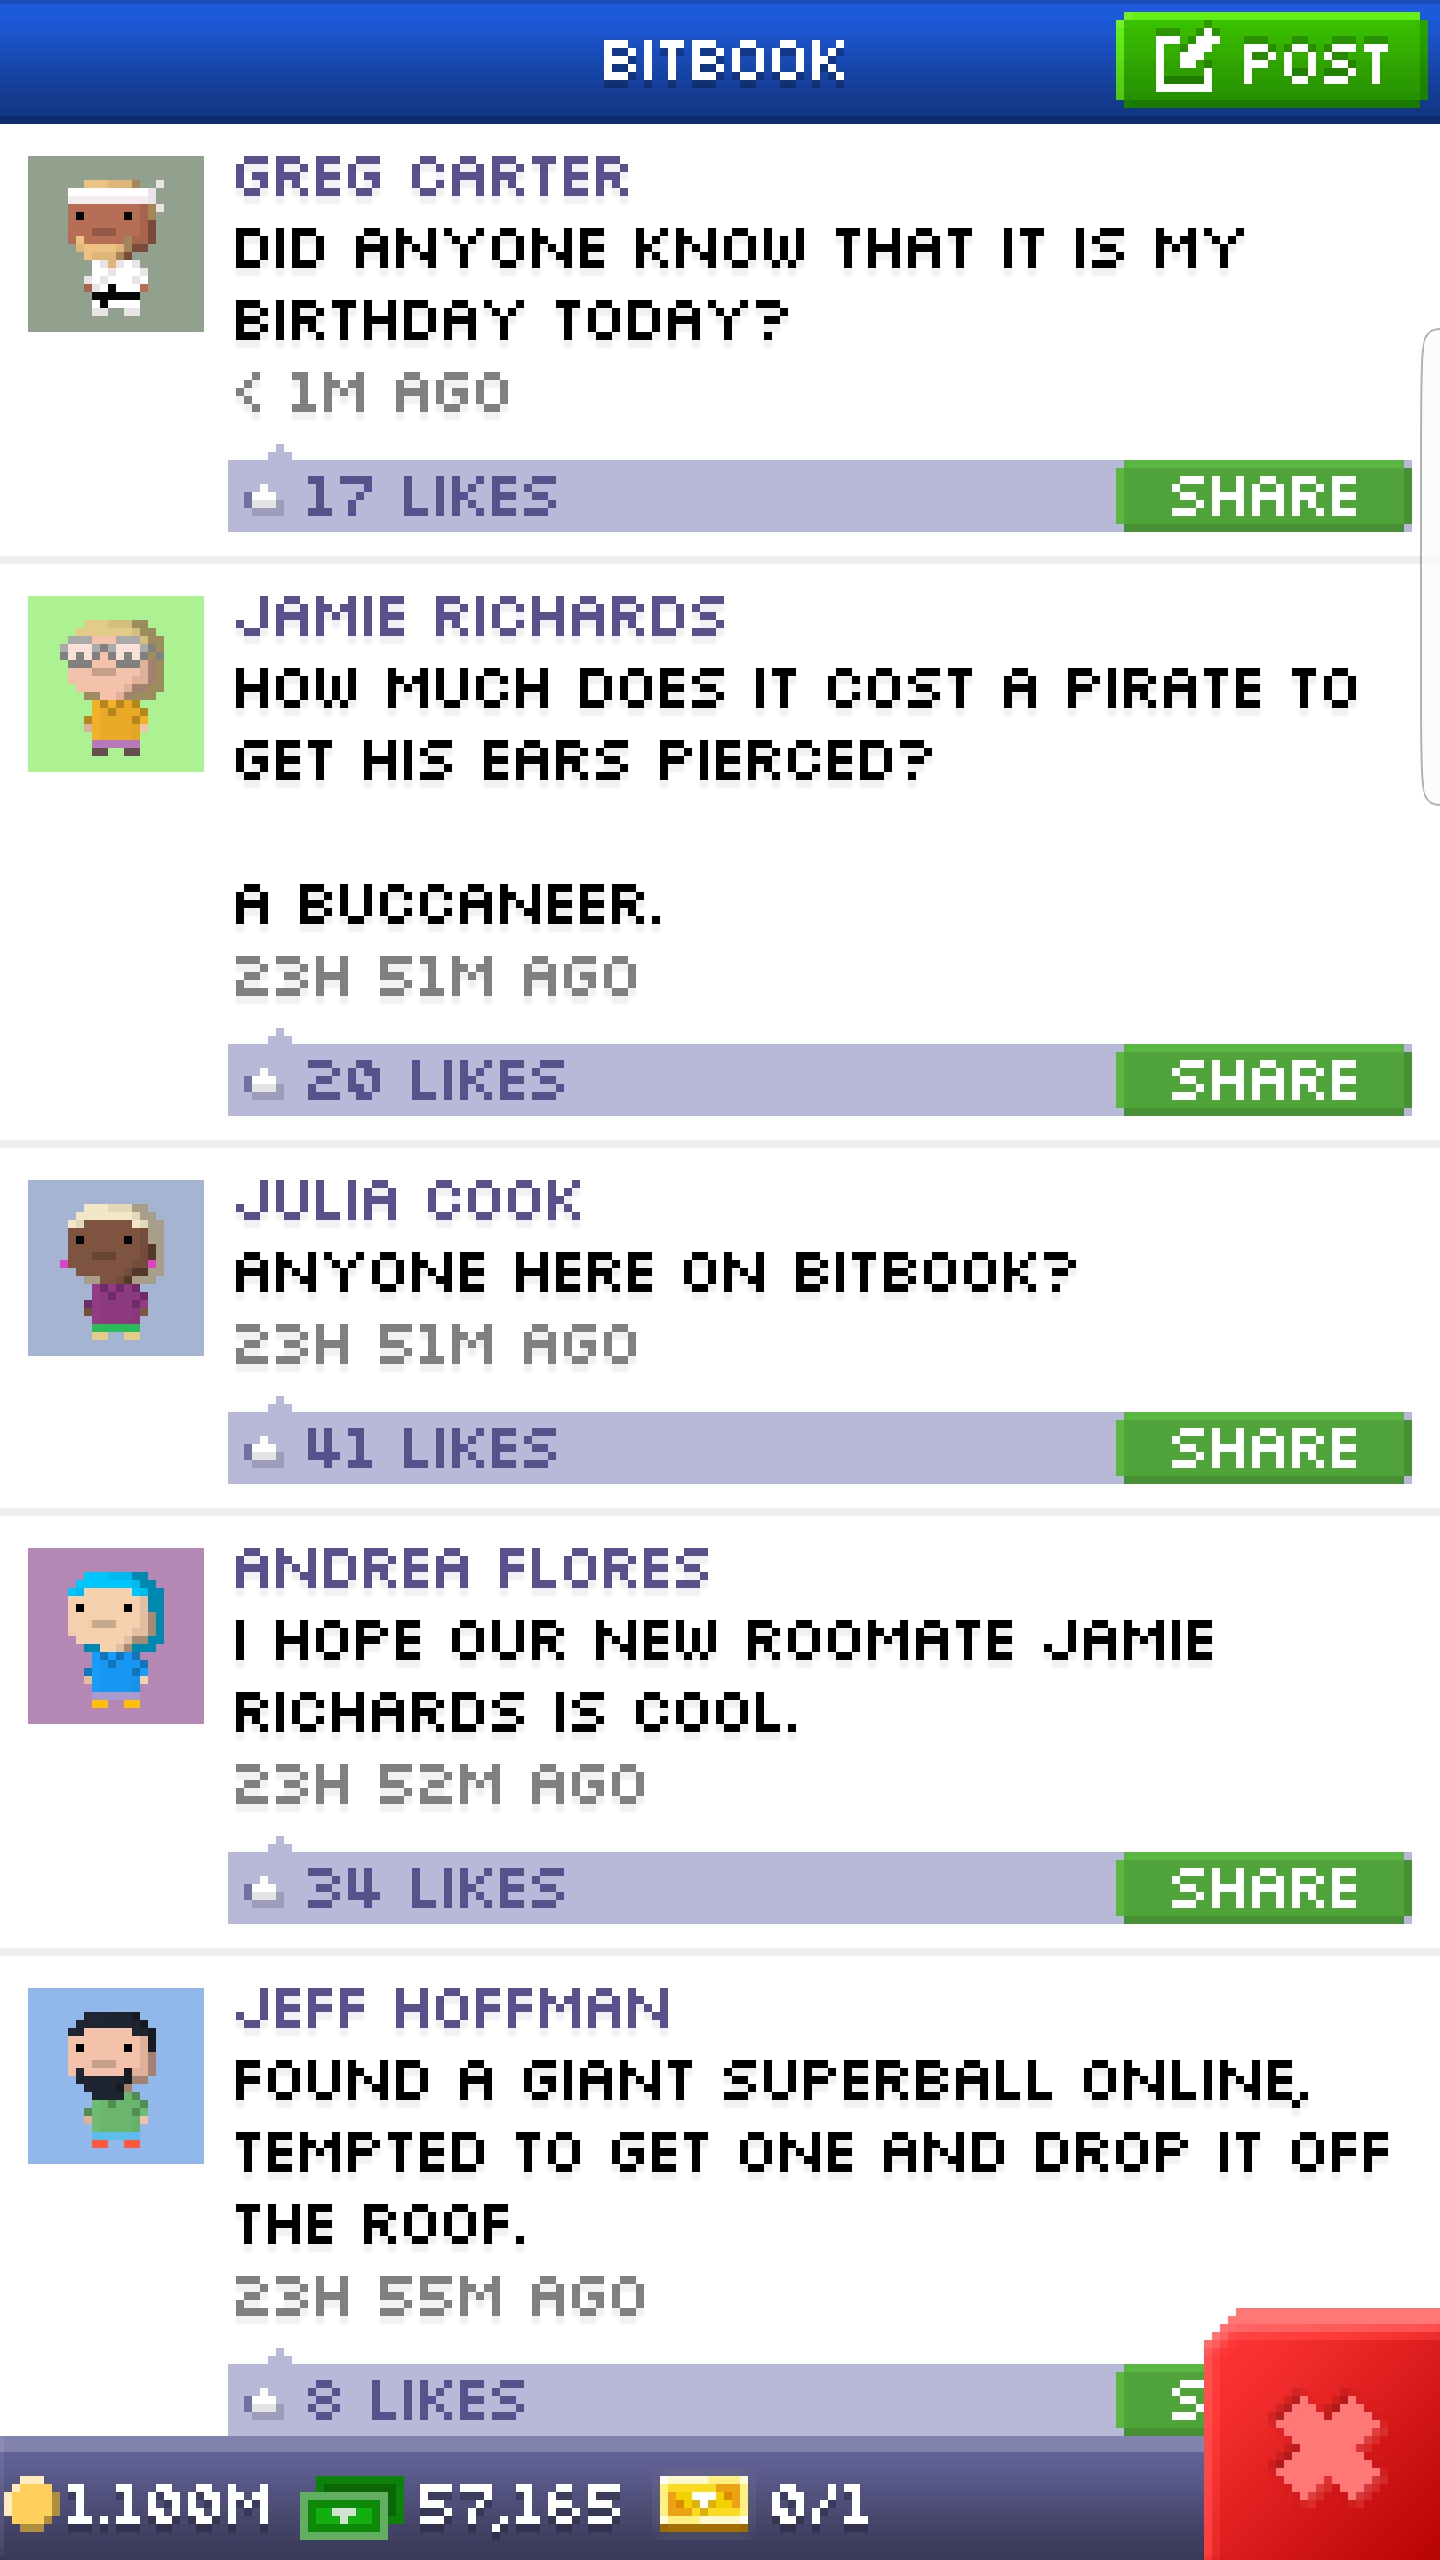 BITBOOK
POST
GREG CARTER
DID ANYONE KNOW THAT IT IS MY
BIRTHDAY TODAY?
< 1M AGO
17 LIKES
SHARE
JAMIE RICHARDS
HOW MUCH DOES IT COST A PIRATE TO
GET HIS EARS PIERCED?
A BUCCANEER.
23H 51M AGO
20 LIKES
SHARE
JULIA COOK
ANYONE HERE ON BITBOOK?
23H 51M AGO
41 LIKES
SHARE
ANDREA FLORES
I HOPE OUR NEW ROOMATE JAMIE
RICHARDS IS COOL.
23H 52M AGO
34 LIKES
SHARE
JEFF HOFFMAN
FOUND A GIANT SUPERBALL ONLINE,
TEMPTED TO GET ONE AND DROP IT OFF
THE ROOF.
23H 55M AGO
8 LIKES
S
1.100M 57,165 0/1